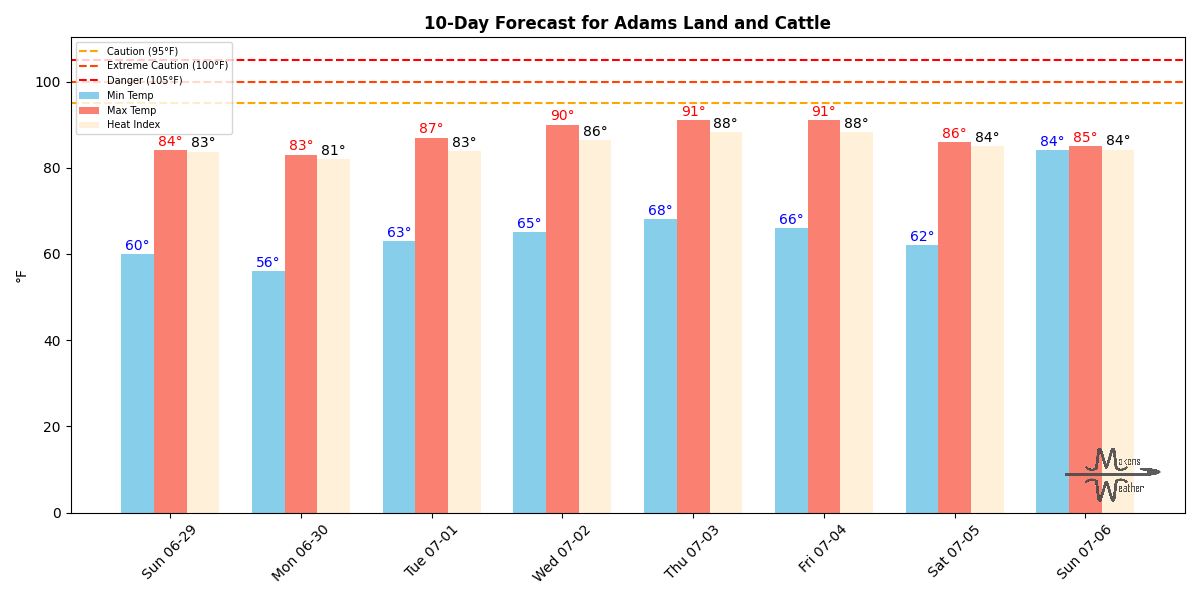 10-Day Forecast for Adams Land and Cattle
Caution (95°F)
Extreme Caution (100°F)
Danger (105°F)
Min Temp
Max Temp
Heat Index
°F
100
80
60
40
20
0
60° 84° 83°
56° 83° 81°
63° 87° 83°
65° 90° 86°
68° 91° 88°
66° 91° 88°
62° 86° 84°
84° 85° 84°
Sun 06-29
Mon 06-30
Tue 07-01
Wed 07-02
Thu 07-03
Fri 07-04
Sat 07-05
Sun 07-06